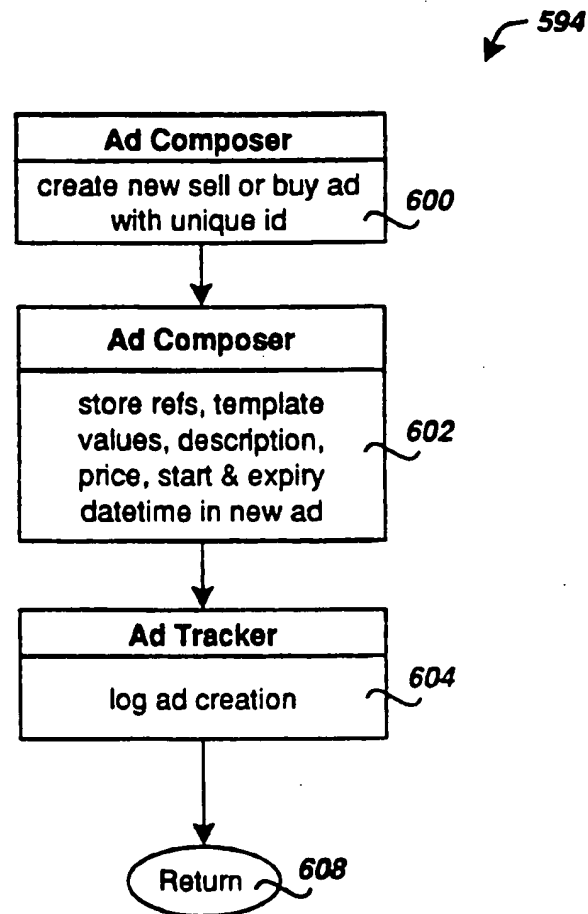 594
Ad Composer
create new sell or buy ad
with unique id
600
Ad Composer
store refs, template
values, description,
price, start & expiry
datetime in new ad
602
Ad Tracker
log ad creation
604
Return
608